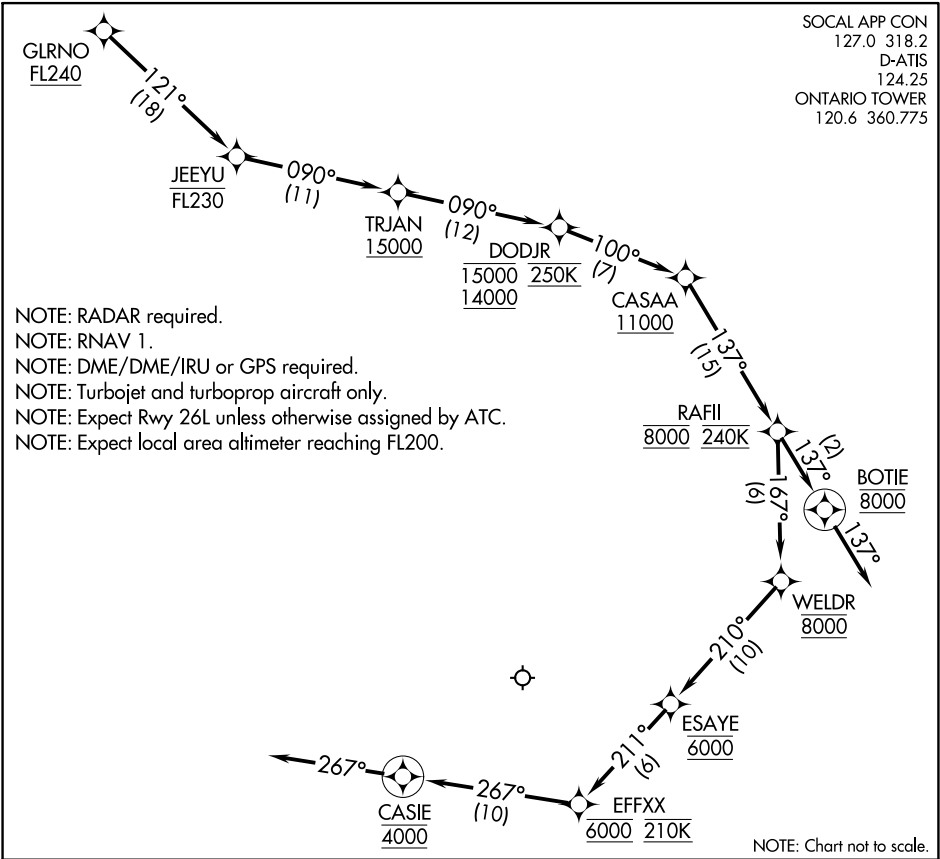 SOCAL APP CON
127.0 318.2
D-ATIS
124.25
ONTARIO TOWER
120.6 360.775
GLRNO
FL240
121°
(18)
JEEYU
FL230
090°
(11)
TRJAN
15000
090°
(12)
DODJR
15000 250K
14000
100°
(7)
CASAA
11000
137°
(15)
NOTE: RADAR required.
NOTE: RNAV 1.
NOTE: DME/DME/IRU or GPS required.
NOTE: Turbojet and turboprop aircraft only.
NOTE: Expect Rwy 26L unless otherwise assigned by ATC.
NOTE: Expect local area altimeter reaching FL200.
RAFII
8000 240K
137°
(2)
BOTIE
8000
137°
167°
(6)
WELDR
8000
210°
(10)
ESAYE
6000
211°
(6)
EFFXX
6000 210K
267°
(10)
CASIE
4000
267°
NOTE: Chart not to scale.